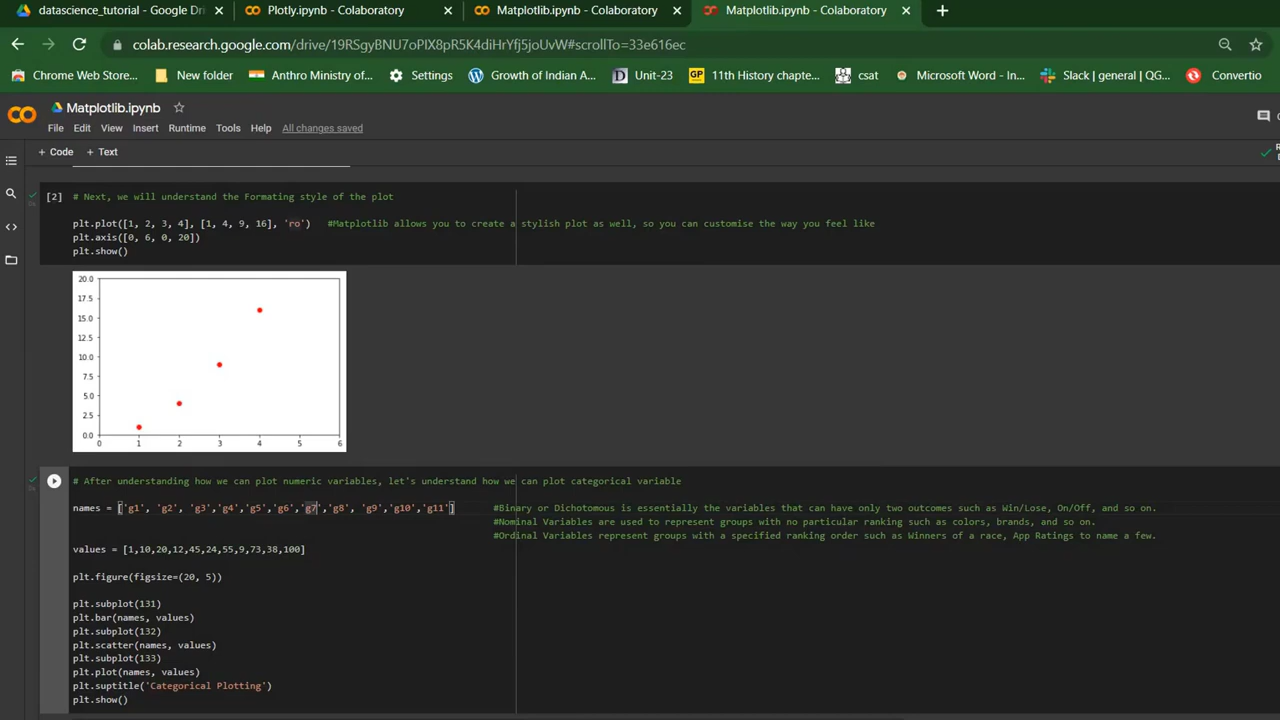 datascience_tutorial - Google Dri
Plotly.ipynb - Colaboratory
Matplotlib.ipynb - Colaboratory
Matplotlib.ipynb - Colaboratory
colab.research.google.com/drive/19RSgyBNU7oPIX8pR5K4diHrYfj5joUvW#scrollTo=33e616ec
Chrome Web Store...
New folder
Anthro Ministry of...
Settings
Growth of Indian A...
Unit-23
11th History chapte...
csat
Microsoft Word - In...
Slack | general | QG...
Convertio
Matplotlib.ipynb
File Edit View Insert Runtime Tools Help All changes saved
+ Code + Text
[2] # Next, we will understand the Formating style of the plot
plt.plot([1, 2, 3, 4], [1, 4, 9, 16], 'ro') #Matplotlib allows you to create a stylish plot as well, so you can customise the way you feel like
plt.axis([0, 6, 0, 20])
plt.show()
20.0
17.5
15.0
12.5
10.0
7.5
5.0
2.5
0.0
0 1 2 3 4 5 6
# After understanding how we can plot numeric variables, let's understand how we can plot categorical variable
names = ['g1', 'g2', 'g3','g4','g5','g6','g7','g8', 'g9','g10','g11'] #Binary or Dichotomous is essentially the variables that can have only two outcomes such as Win/Lose, On/Off, and so on.
#Nominal Variables are used to represent groups with no particular ranking such as colors, brands, and so on.
#Ordinal Variables represent groups with a specified ranking order such as Winners of a race, App Ratings to name a few.
values = [1,10,20,12,45,24,55,9,73,38,100]
plt.figure(figsize=(20, 5))
plt.subplot(131)
plt.bar(names, values)
plt.subplot(132)
plt.scatter(names, values)
plt.subplot(133)
plt.plot(names, values)
plt.suptitle('Categorical Plotting')
plt.show()